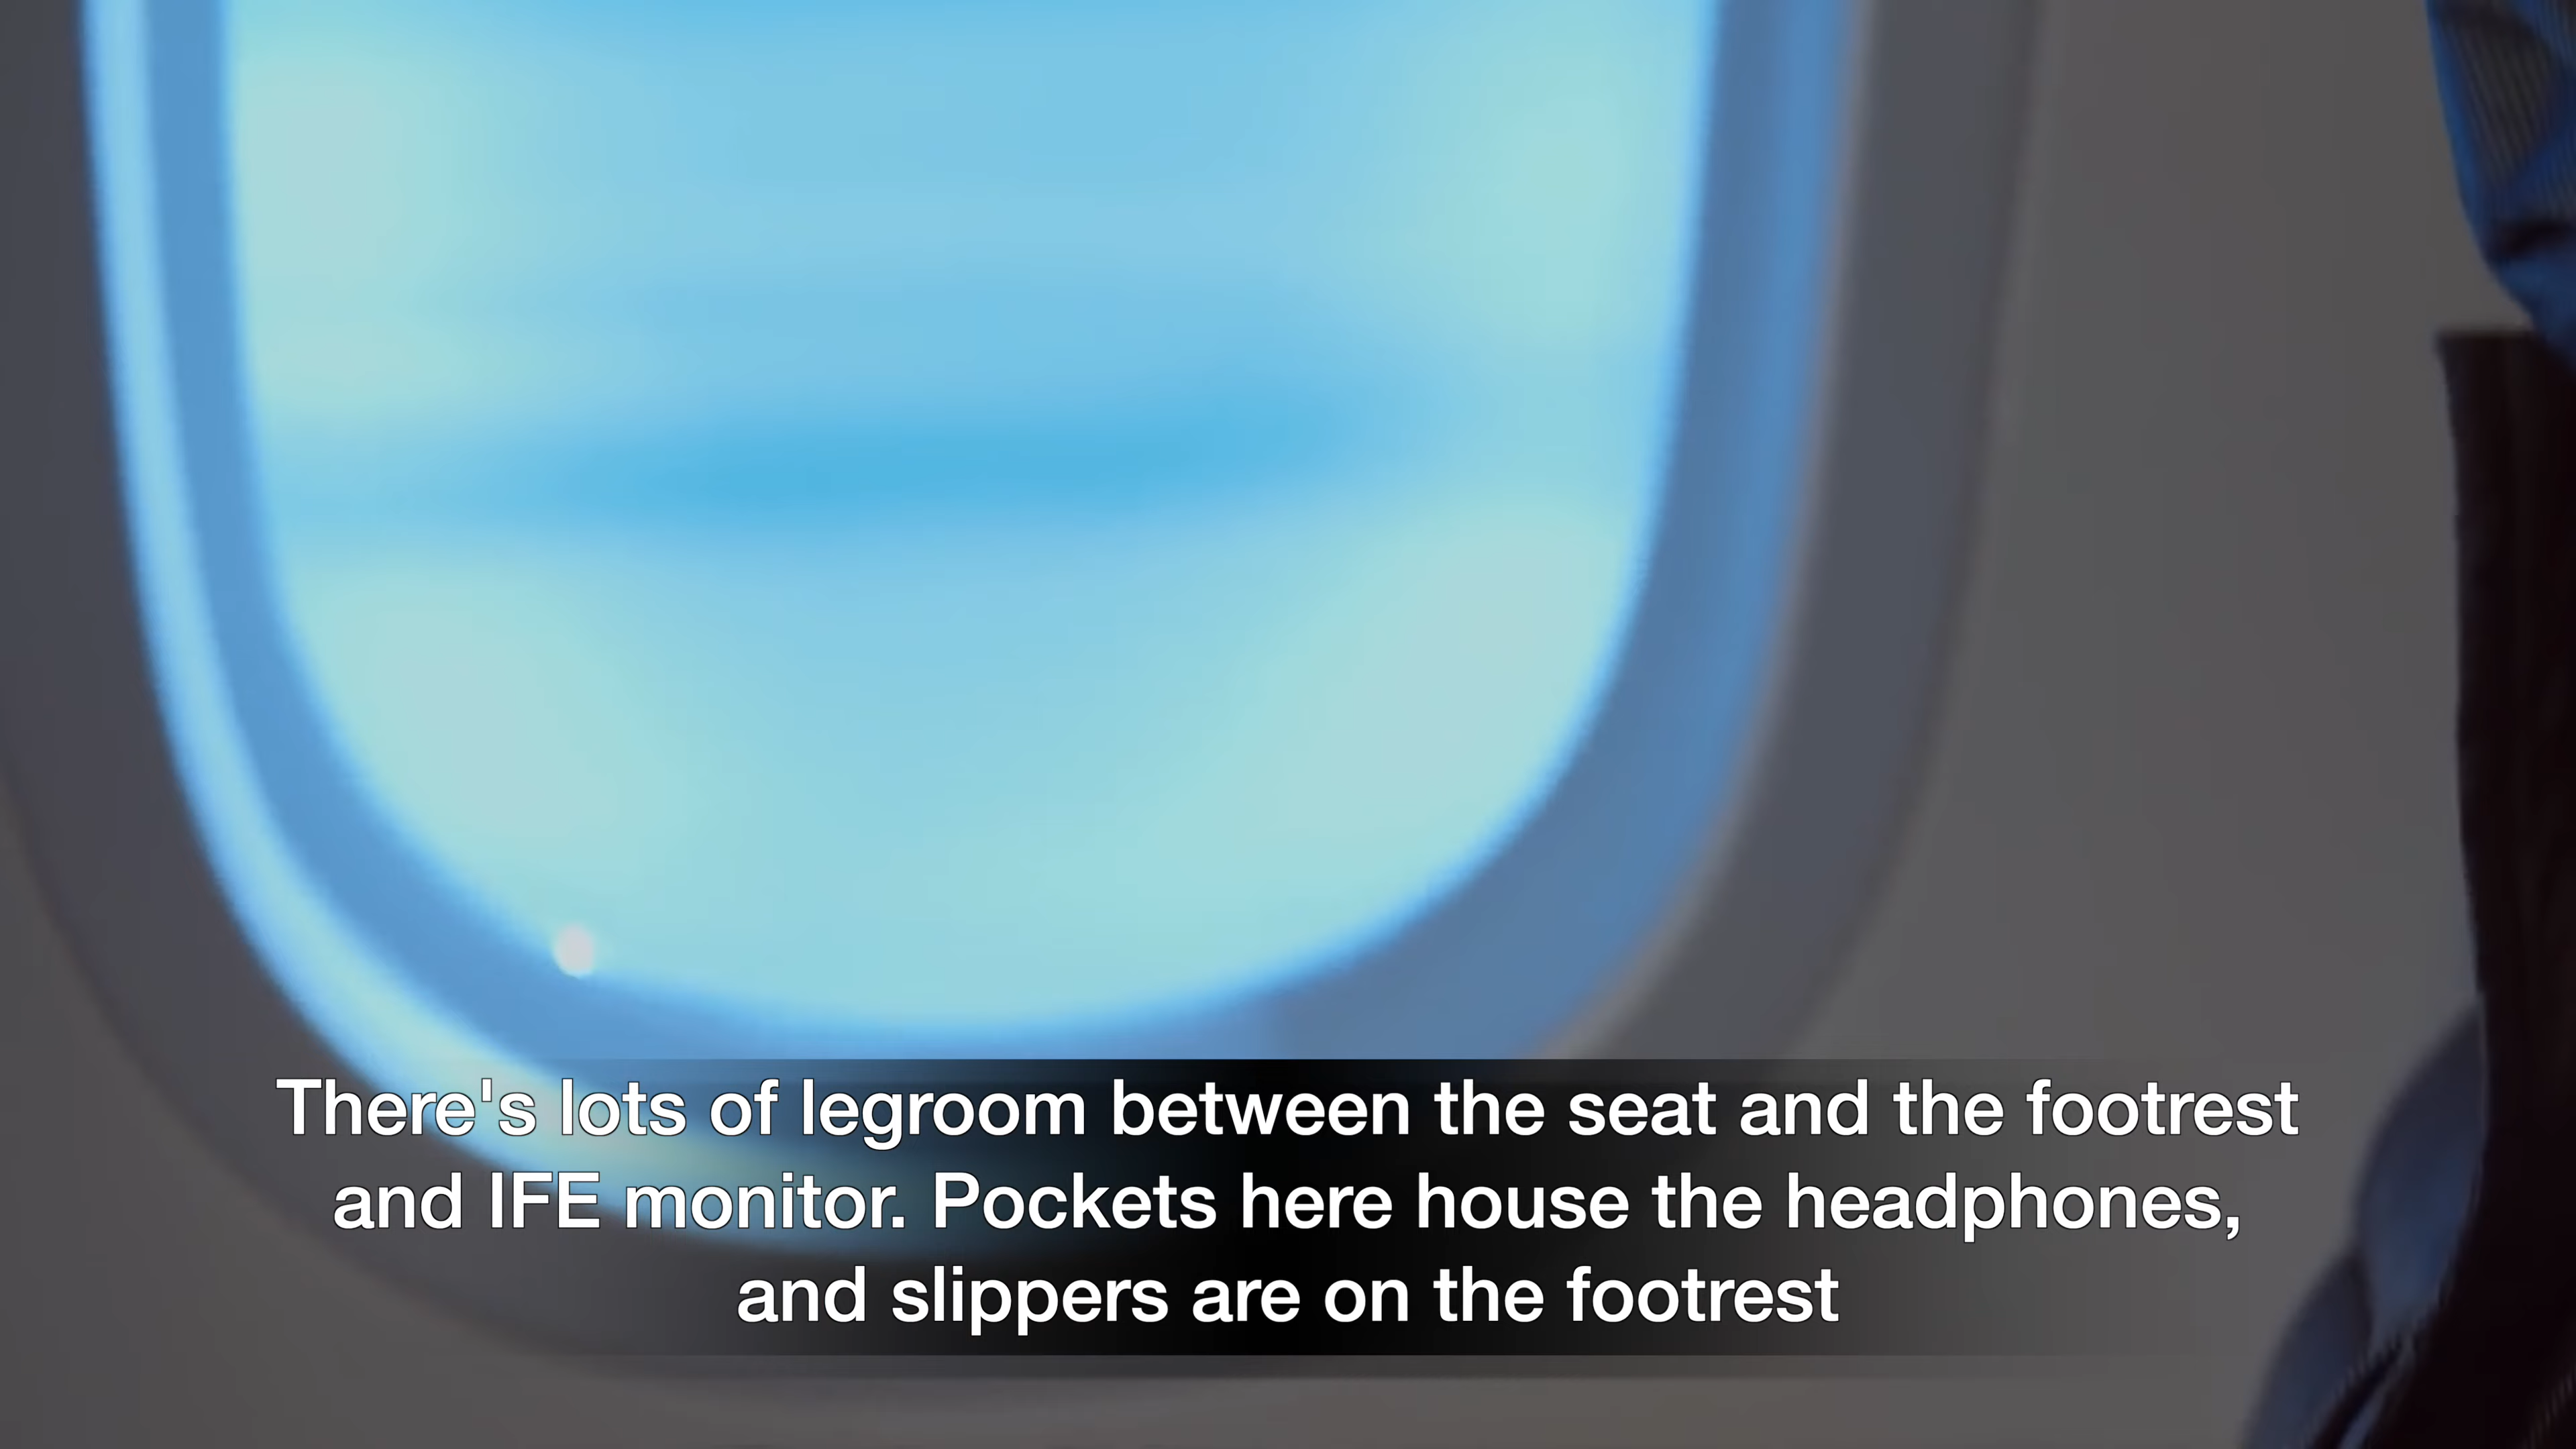 There's lots of legroom between the seat and the footrest
and IFE monitor. Pockets here house the headphones,
and slippers are on the footrest